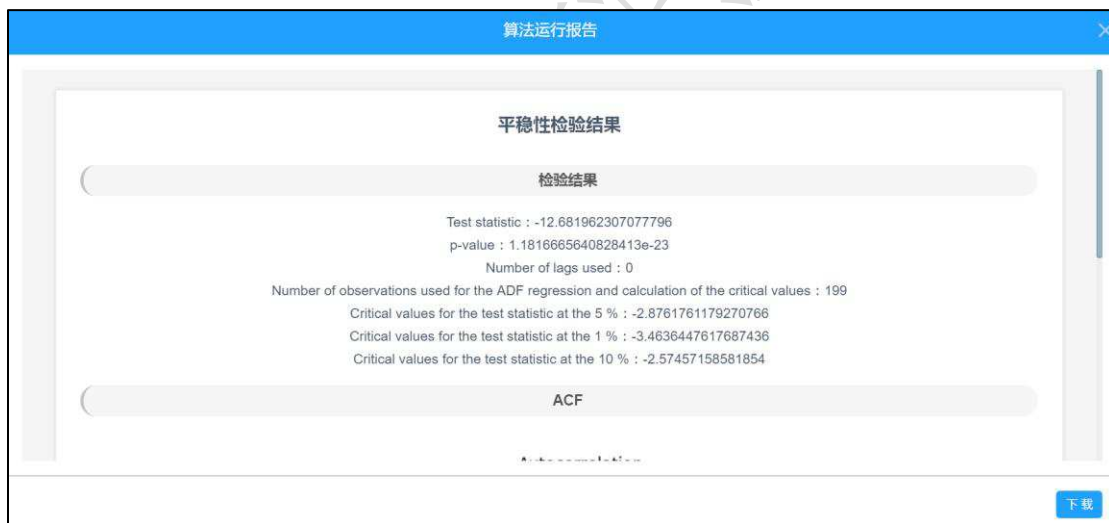 算法运行报告
平稳性检验结果
检验结果
Test statistic：-12.681962307077796
p-value：1.1816665640828413e-23
Number of lags used：0
Number of observations used for the ADF regression and calculation of the critical values：199
Critical values for the test statistic at the 5 %：-2.8761761179270766
Critical values for the test statistic at the 1 %：-3.4636447617687436
Critical values for the test statistic at the 10 %：-2.57457158581854
ACF
Autocorrelation
下载